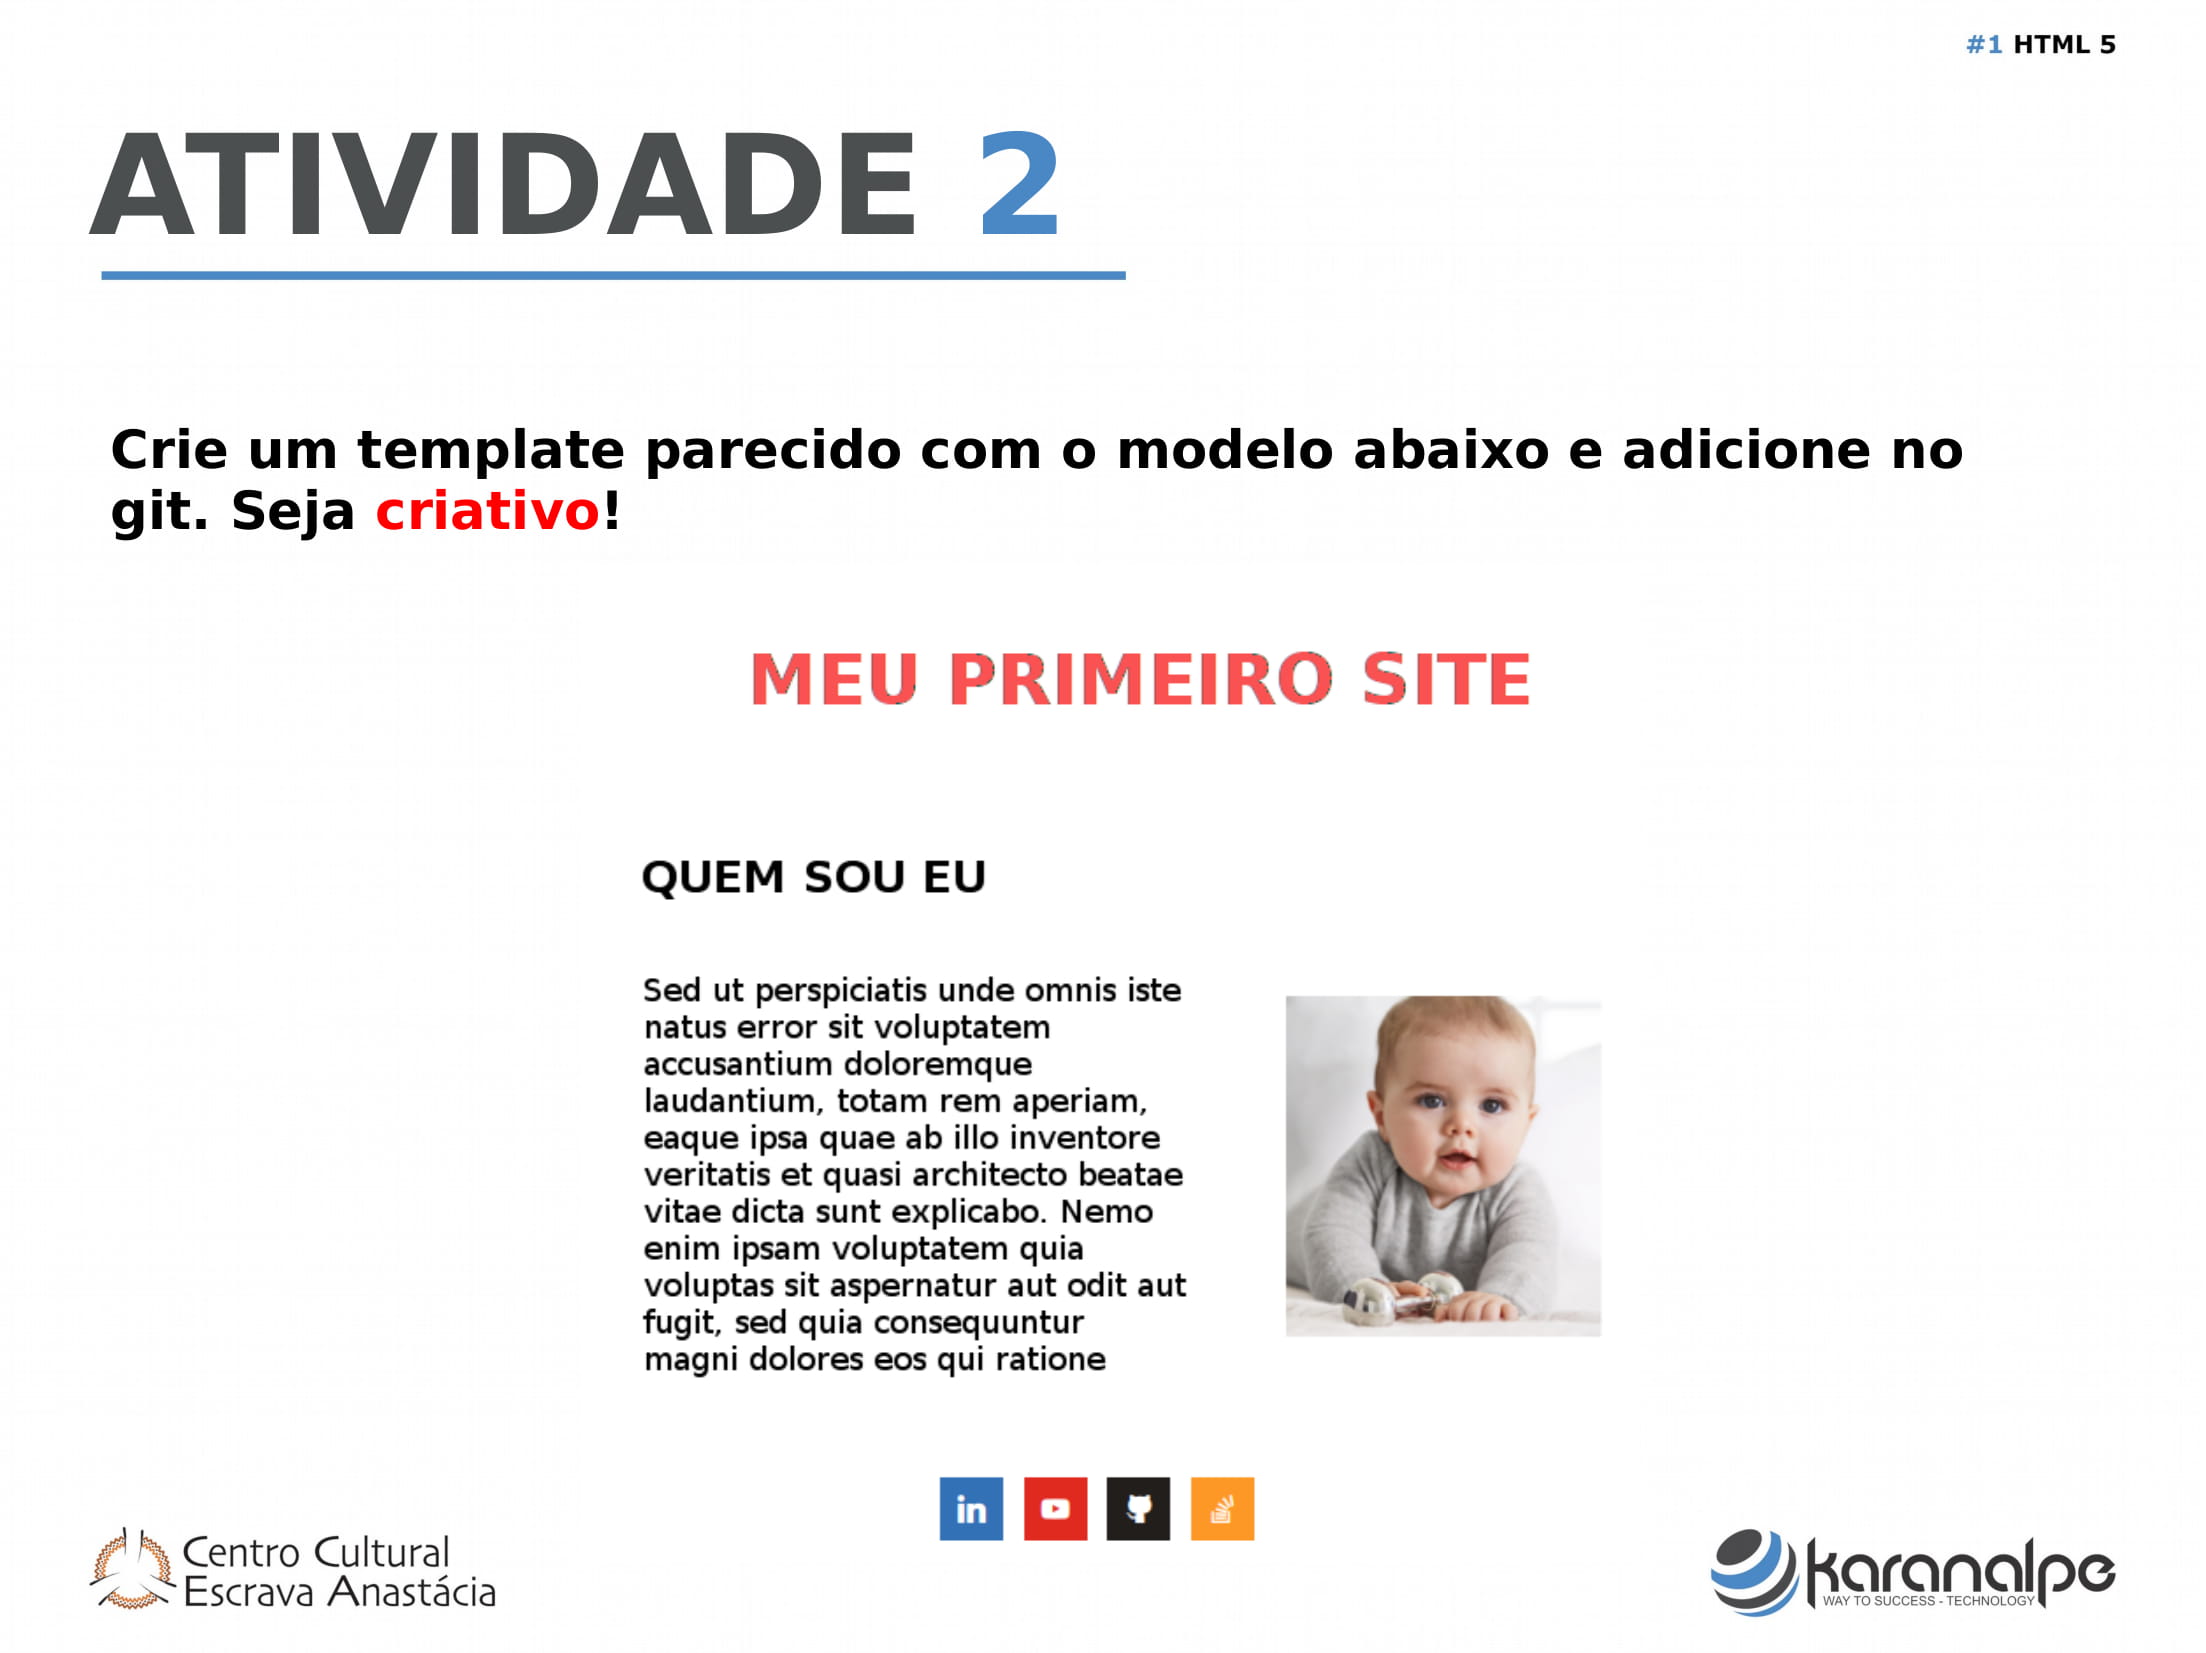 #1 HTML 5
ATIVIDADE 2
Crie um template parecido com o modelo abaixo e adicione no
git. Seja criativo!
MEU PRIMEIRO SITE
QUEM SOU EU
Sed ut perspiciatis unde omnis iste
natus error sit voluptatem
accusantium doloremque
laudantium, totam rem aperiam,
eaque ipsa quae ab illo inventore
veritatis et quasi architecto beatae
vitae dicta sunt explicabo. Nemo
enim ipsam voluptatem quia
voluptas sit aspernatur aut odit aut
fugit, sed quia consequuntur
magni dolores eos qui ratione
in
Centro Cultural
Escrava Anastácia
karanalpe
WAY TO SUCCESS - TECHNOLOGY